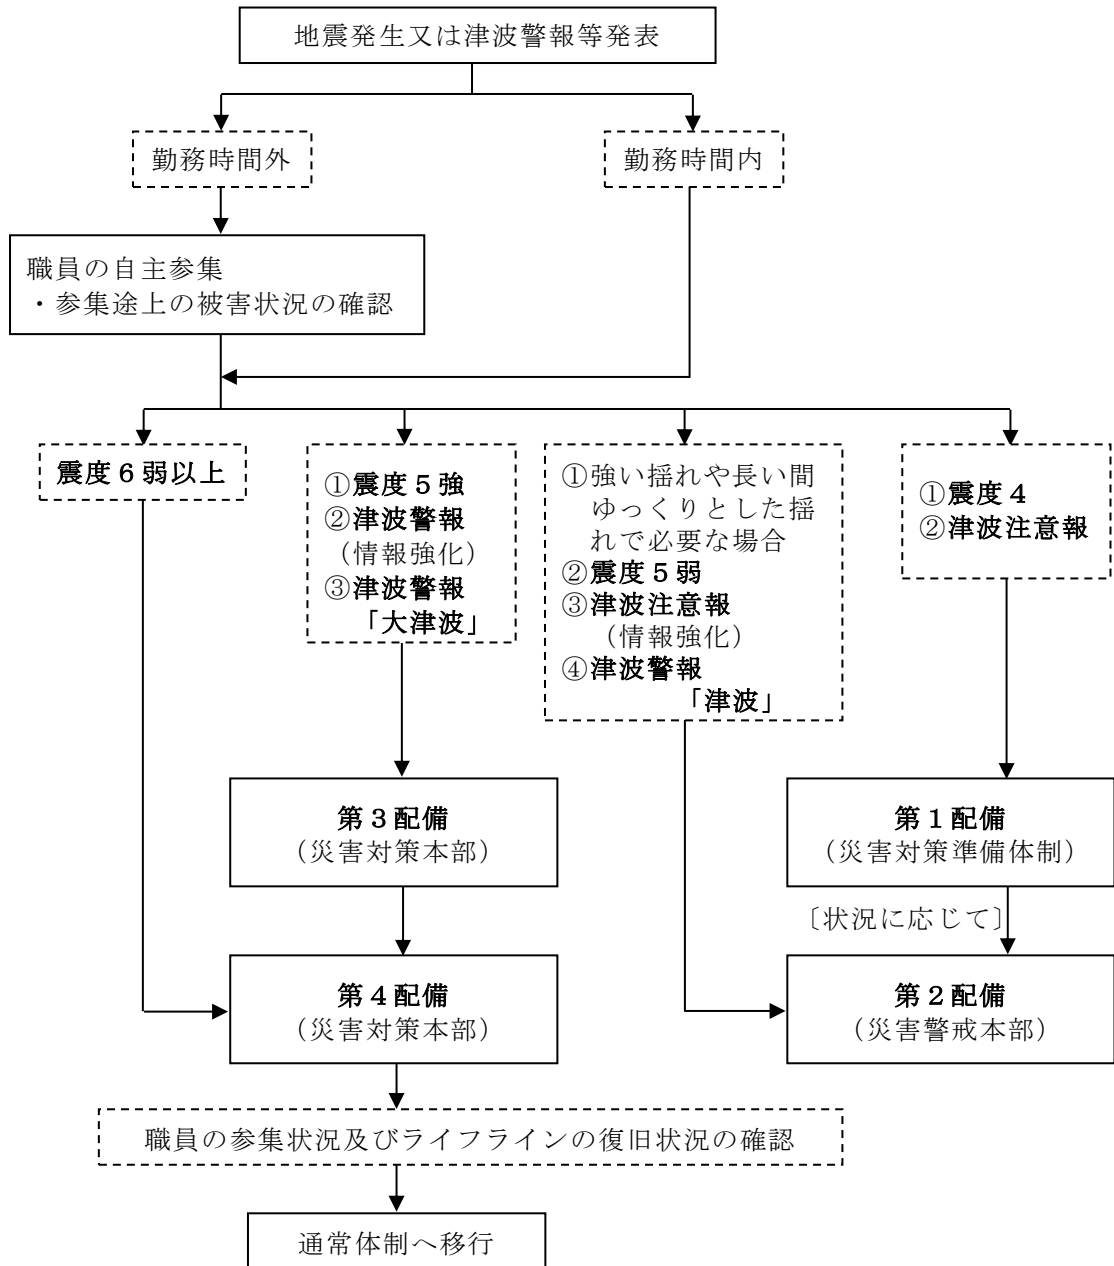 地震発生又は津波警報等発表
勤務時間外
勤務時間内
職員の自主参集
・参集途上の被害状況の確認
震度６弱以上
①震度５強
②津波警報
（情報強化）
③津波警報
「大津波」
①強い揺れや長い間
ゆっくりとした揺
れで必要な場合
②震度５弱
③津波注意報
（情報強化）
④津波警報
「津波」
①震度４
②津波注意報
第３配備
（災害対策本部）
第１配備
（災害対策準備体制）
〔状況に応じて〕
第４配備
（災害対策本部）
第２配備
（災害警戒本部）
職員の参集状況及びライフラインの復旧状況の確認
通常体制へ移行